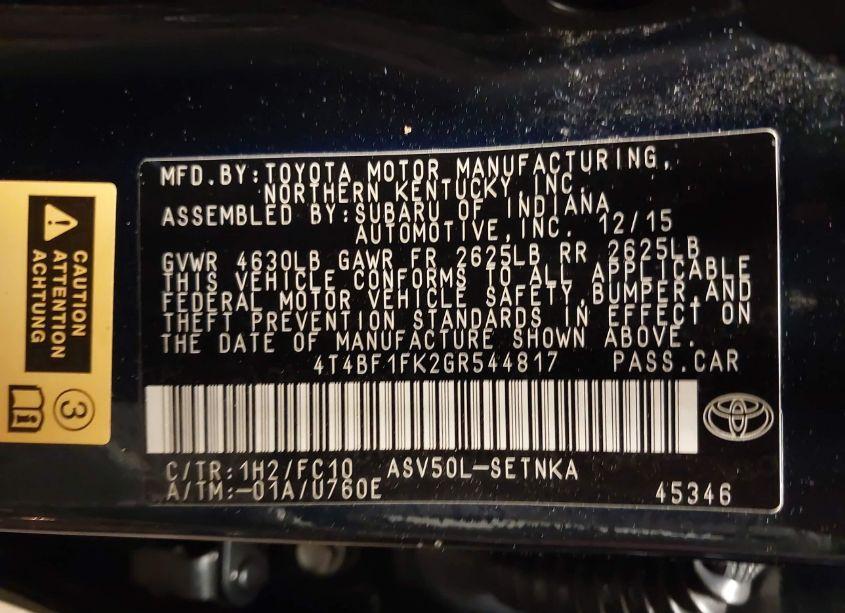 MFD.BY:TOYOTA MOTOR MANUFACTURING,
NORTHERN KENTUCKY, INC.
ASSEMBLED BY:SUBARU OF INDIANA
AUTOMOTIVE,INC. 12/15
GVWR 4630LB GAWR FR 2625LB RR 2625LB
THIS VEHICLE CONFORMS TO ALL APPLICABLE
FEDERAL MOTOR VEHICLE SAFETY,BUMPER,AND
THEFT PREVENTION STANDARDS IN EFFECT ON
THE DATE OF MANUFACTURE SHOWN ABOVE.
4T4BF1FK2GR544817 PASS.CAR
C/TR:1H2/FC10 ASV50L-SETNKA
A/TM:-01A/U760E 45346
CAUTION
ATTENTION
ACHTUNG
3